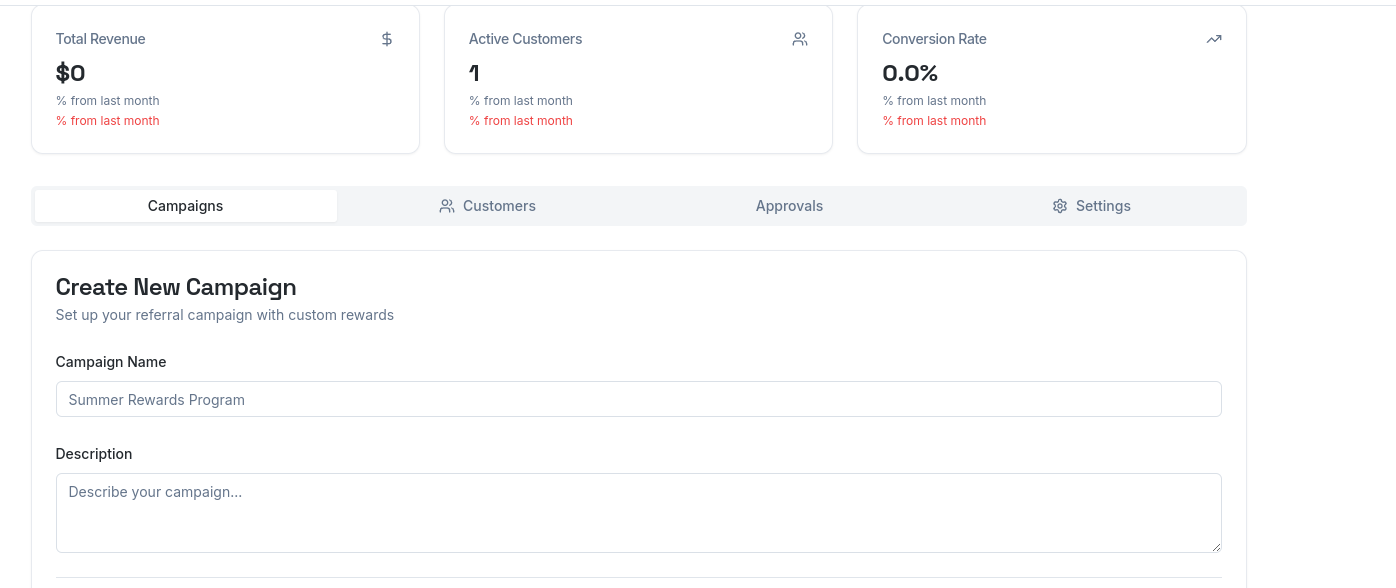 Total Revenue
$0
% from last month
% from last month
Active Customers
1
% from last month
% from last month
Conversion Rate
0.0%
% from last month
% from last month
Campaigns
Customers
Approvals
Settings
Create New Campaign
Set up your referral campaign with custom rewards
Campaign Name
Summer Rewards Program
Description
Describe your campaign...